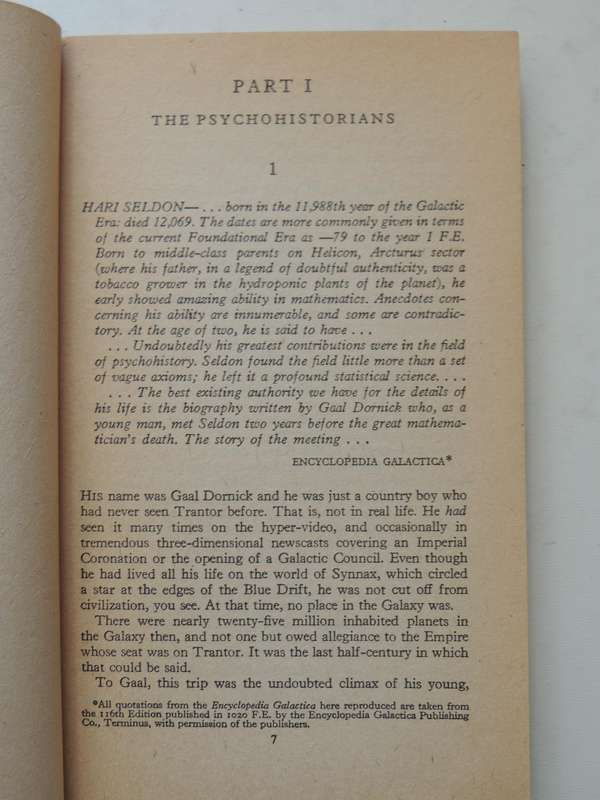 PART I
THE PSYCHOHISTORIANS
1
HARI SELDON— . . . born in the 11,988th year of the Galactic
Era: died 12,069. The dates are more commonly given in terms
of the current Foundational Era as —79 to the year 1 F.E.
Born to middle-class parents on Helicon, Arcturus sector
(where his father, in a legend of doubtful authenticity, was a
tobacco grower in the hydroponic plants of the planet), he
early showed amazing ability in mathematics. Anecdotes con-
cerning his ability are innumerable, and some are contradic-
tory. At the age of two, he is said to have . . .
. . . Undoubtedly his greatest contributions were in the field
of psychohistory. Seldon found the field little more than a set
of vague axioms; he left it a profound statistical science. . . .
. . . The best existing authority we have for the details of
his life is the biography written by Gaal Dornick who, as a
young man, met Seldon two years before the great mathema-
tician's death. The story of the meeting . . .
ENCYCLOPEDIA GALACTICA*
HIS name was Gaal Dornick and he was just a country boy who
had never seen Trantor before. That is, not in real life. He had
seen it many times on the hyper-video, and occasionally in
tremendous three-dimensional newscasts covering an Imperial
Coronation or the opening of a Galactic Council. Even though
he had lived all his life on the world of Synnax, which circled
a star at the edges of the Blue Drift, he was not cut off from
civilization, you see. At that time, no place in the Galaxy was.
There were nearly twenty-five million inhabited planets in
the Galaxy then, and not one but owed allegiance to the Empire
whose seat was on Trantor. It was the last half-century in which
that could be said.
To Gaal, this trip was the undoubted climax of his young,
*All quotations from the Encyclopedia Galactica here reproduced are taken from
the 116th Edition published in 1020 F.E. by the Encyclopedia Galactica Publishing
Co., Terminus, with permission of the publishers.
7